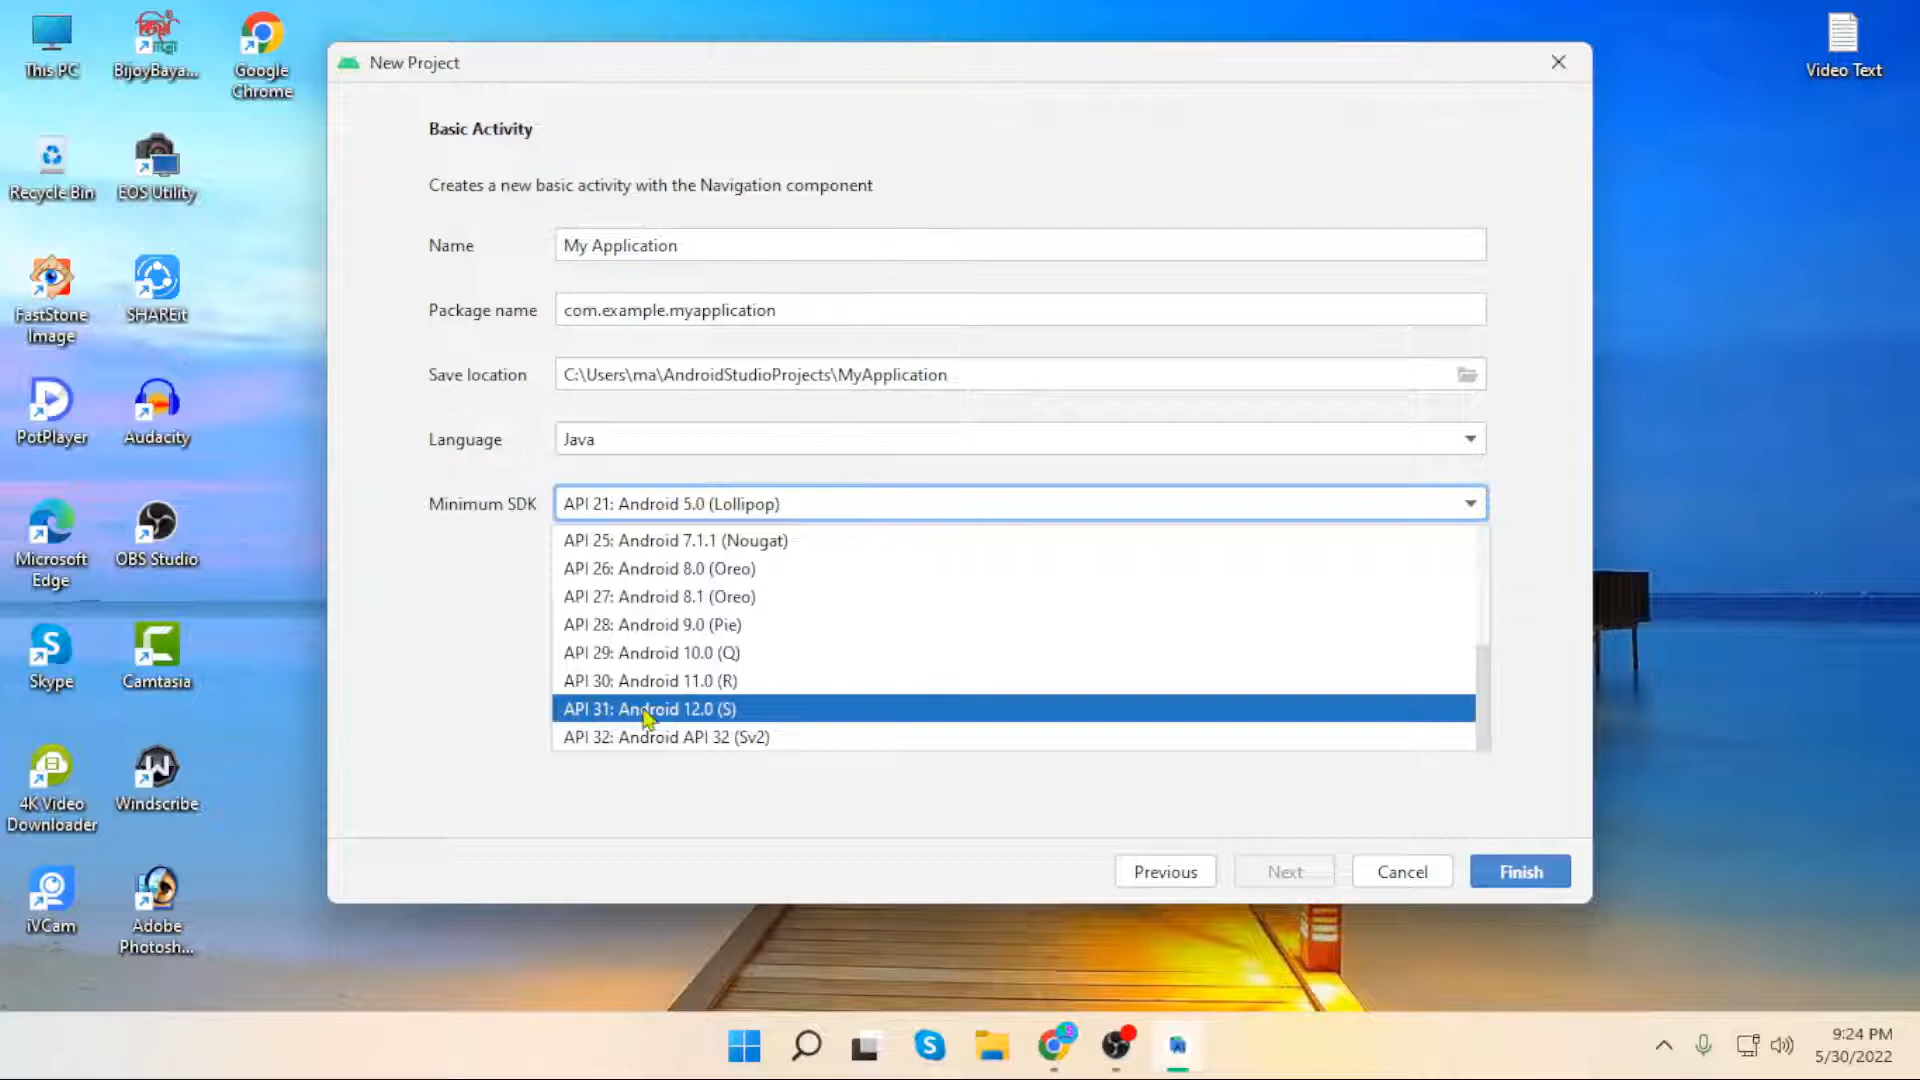 This PC
BijoyBaya...
Google
Chrome
Recycle Bin
EOS Utility
FastStone
Image
SHAREit
PotPlayer
Audacity
Microsoft
Edge
OBS Studio
Skype
Camtasia
4K Video
Downloader
Windscribe
iVCam
Adobe
Photosh...
Video Text
New Project
Basic Activity
Creates a new basic activity with the Navigation component
Name
My Application
Package name
com.example.myapplication
Save location
C:\Users\ma\AndroidStudioProjects\MyApplication
Language
Java
Minimum SDK
API 21: Android 5.0 (Lollipop)
API 25: Android 7.1.1 (Nougat)
API 26: Android 8.0 (Oreo)
API 27: Android 8.1 (Oreo)
API 28: Android 9.0 (Pie)
API 29: Android 10.0 (Q)
API 30: Android 11.0 (R)
API 31: Android 12.0 (S)
API 32: Android API 32 (Sv2)
Previous
Next
Cancel
Finish
9:24 PM
5/30/2022